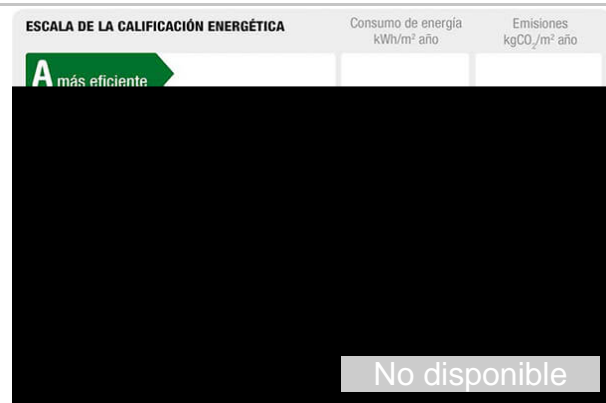 ESCALA DE LA CALIFICACIÓN ENERGÉTICA
Consumo de energía
kWh/m² año
Emisiones
kgCO₂/m² año
A más eficiente
No disponible